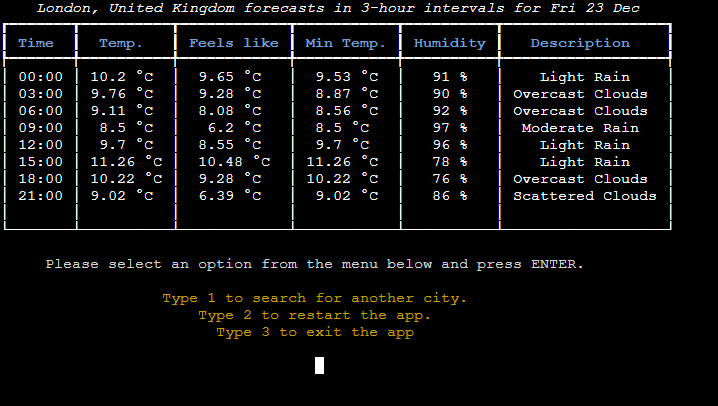 London, United Kingdom forecasts in 3-hour intervals for Fri 23 Dec
Time Temp. Feels like Min Temp. Humidity Description
00:00 10.2 °C 9.65 °C 9.53 °C 91 % Light Rain
03:00 9.76 °C 9.28 °C 8.87 °C 90 % Overcast Clouds
06:00 9.11 °C 8.08 °C 8.56 °C 92 % Overcast Clouds
09:00 8.5 °C 6.2 °C 8.5 °C 97 % Moderate Rain
12:00 9.7 °C 8.55 °C 9.7 °C 96 % Light Rain
15:00 11.26 °C 10.48 °C 11.26 °C 78 % Light Rain
18:00 10.22 °C 9.28 °C 10.22 °C 76 % Overcast Clouds
21:00 9.02 °C 6.39 °C 9.02 °C 86 % Scattered Clouds
Please select an option from the menu below and press ENTER.
Type 1 to search for another city.
Type 2 to restart the app.
Type 3 to exit the app